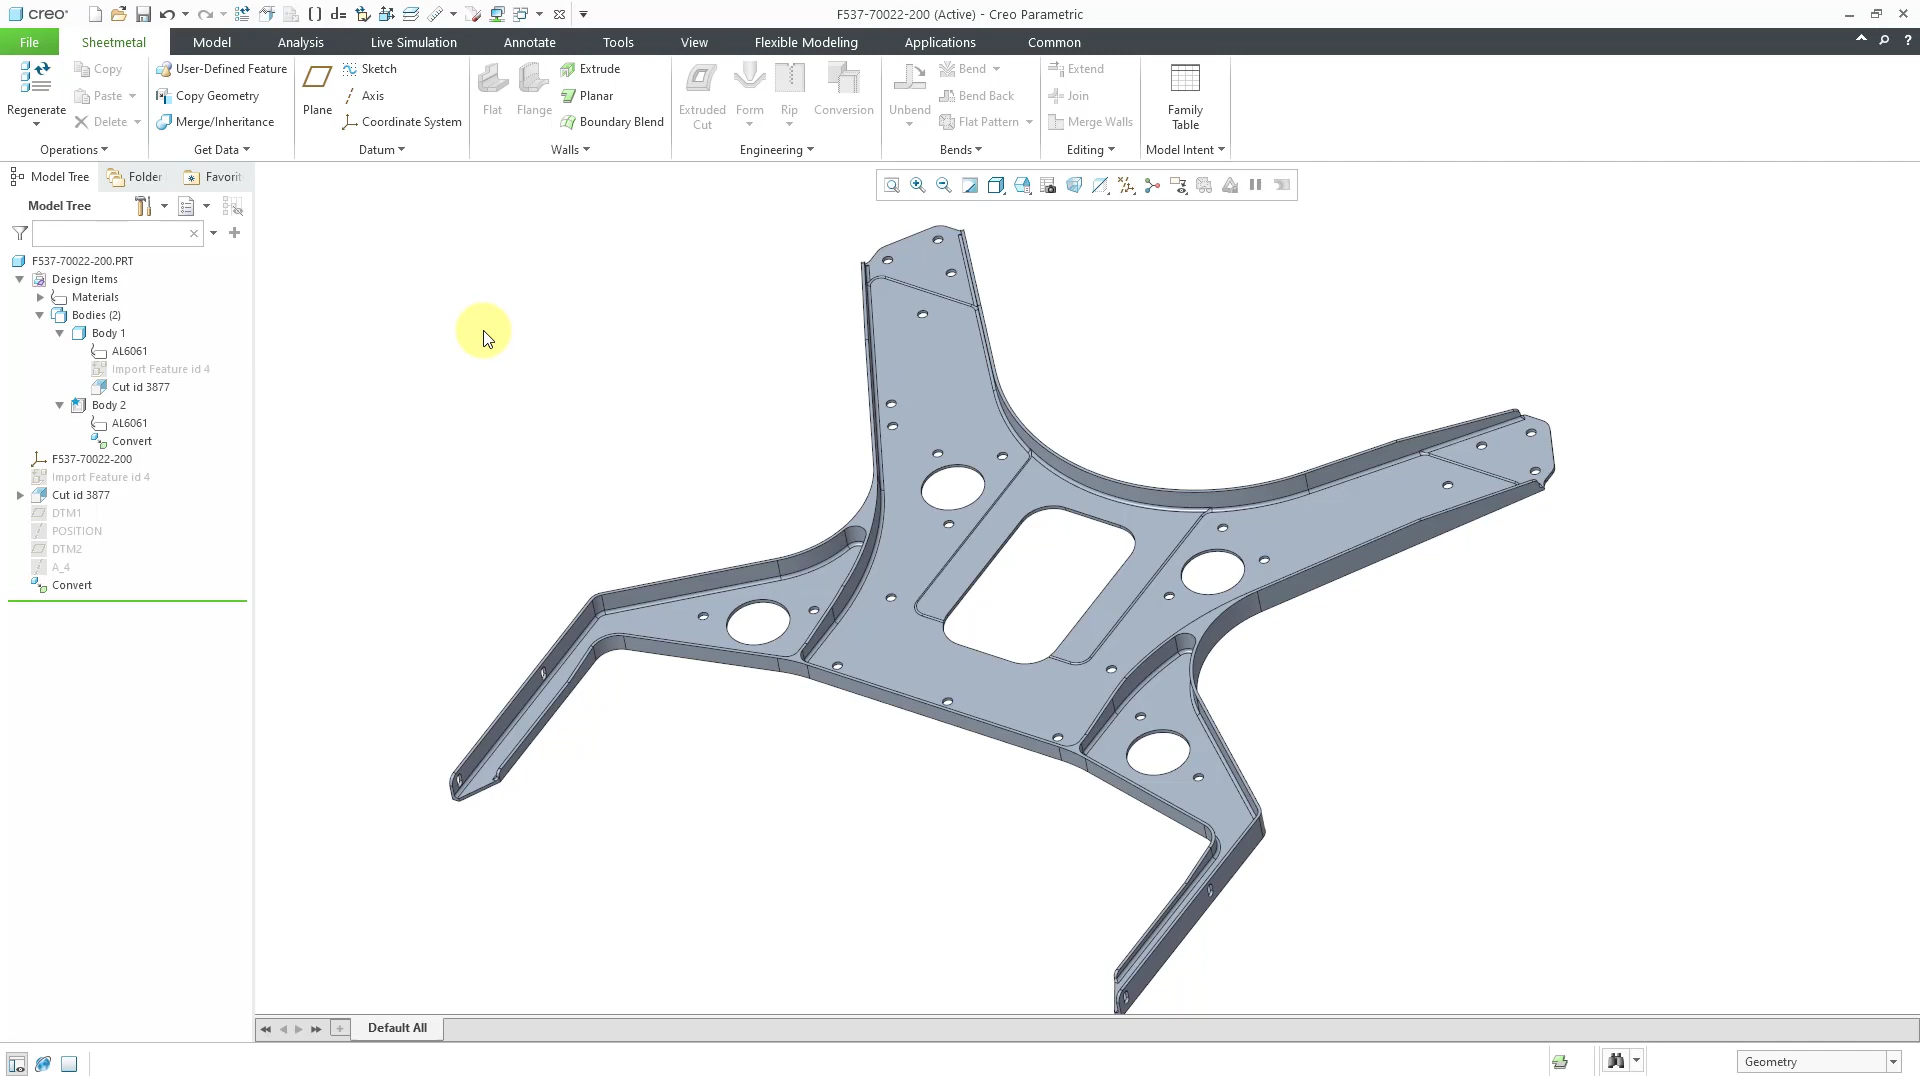 creo
F537-70022-200 (Active) - Creo Parametric
File Sheetmetal Model Analysis Live Simulation Annotate Tools View Flexible Modeling Applications Common
Regenerate
Copy
Paste
Delete
Operations
User-Defined Feature
Copy Geometry
Merge/Inheritance
Get Data
Plane
Sketch
Axis
Coordinate System
Datum
Flat
Flange
Extrude
Planar
Boundary Blend
Walls
Extruded
Cut
Form
Rip
Conversion
Engineering
Unbend
Bend
Bend Back
Flat Pattern
Bends
Extend
Join
Merge Walls
Editing
Family
Table
Model Intent
Model Tree
Folder
Favorit
Model Tree
F537-70022-200.PRT
Design Items
Materials
Bodies (2)
Body 1
AL6061
Import Feature id 4
Cut id 3877
Body 2
AL6061
Convert
F537-70022-200
Import Feature id 4
Cut id 3877
DTM1
POSITION
DTM2
A_4
Convert
Default All
Geometry